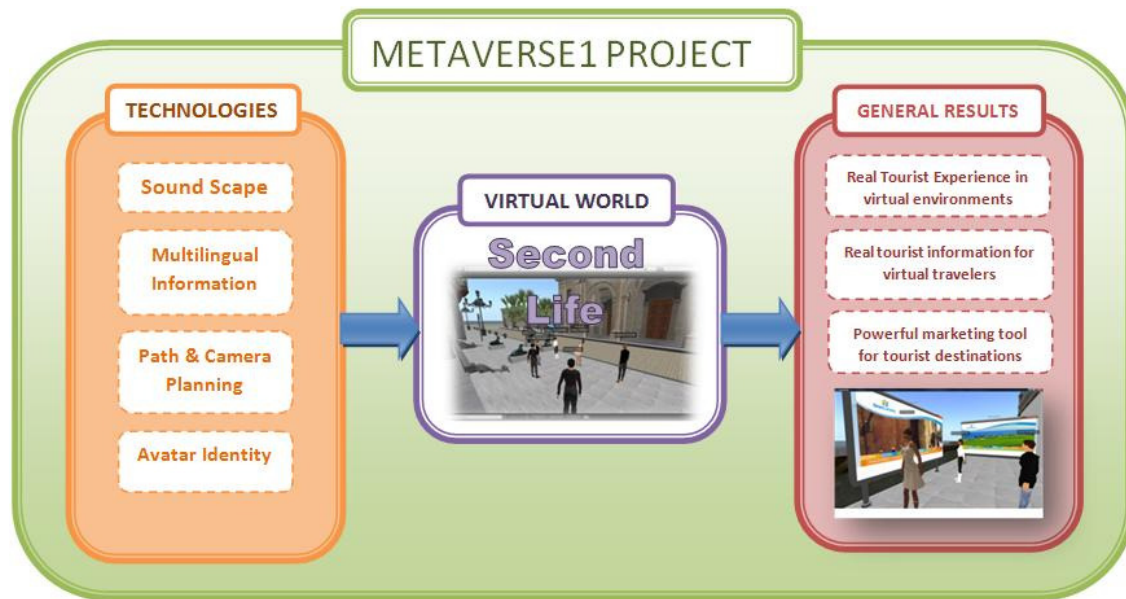 METAVERSE1 PROJECT
TECHNOLOGIES
Sound Scape
Multilingual
Information
Path & Camera
Planning
Avatar Identity
VIRTUAL WORLD
Second
Life
GENERAL RESULTS
Real Tourist Experience in
virtual environments
Real tourist information for
virtual travelers
Powerful marketing tool
for tourist destinations